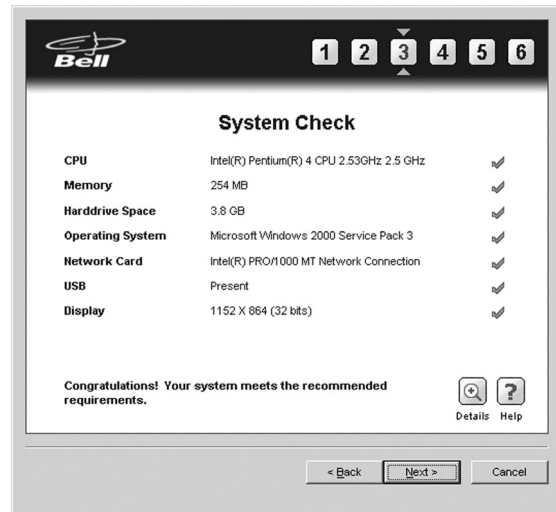 Bell
1 2 3 4 5 6
System Check
CPU Intel(R) Pentium(R) 4 CPU 2.53GHz 2.5 GHz
Memory 254 MB
Harddrive Space 3.8 GB
Operating System Microsoft Windows 2000 Service Pack 3
Network Card Intel(R) PRO/1000 MT Network Connection
USB Present
Display 1152 X 864 (32 bits)
Congratulations! Your system meets the recommended
requirements.
?
Details Help
< Back Next > Cancel